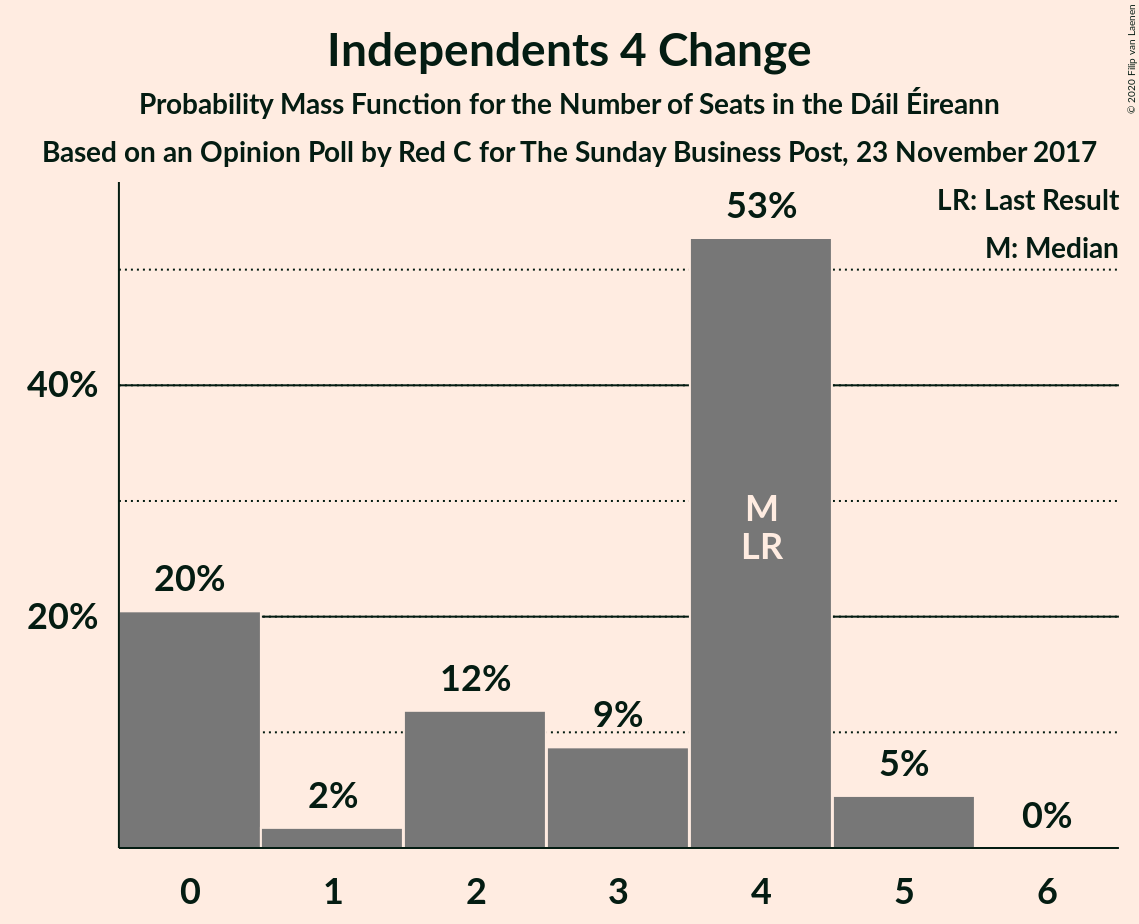 Independents 4 Change
Probability Mass Function for the Number of Seats in the Dáil Éireann
Based on an Opinion Poll by Red C for The Sunday Business Post, 23 November 2017
© 2020 Filip van Laenen
LR: Last Result
M: Median
53%
40%
M
LR
20%
20%
12%
9%
5%
2%
0%
0 1 2 3 4 5 6